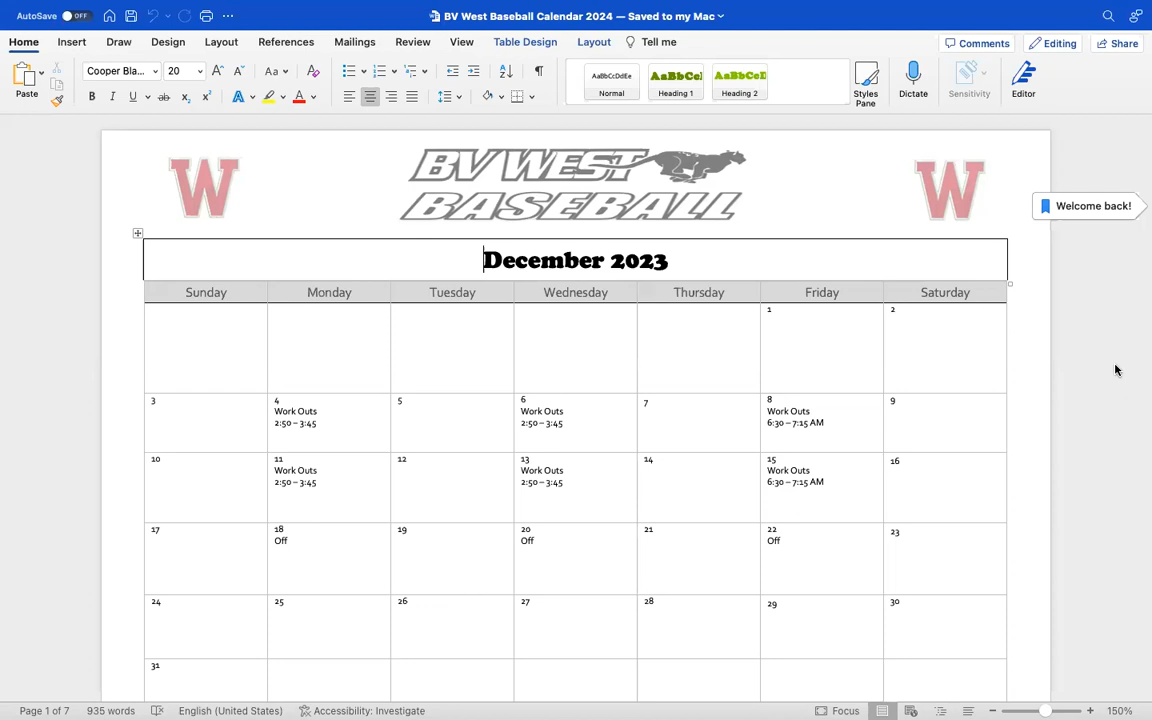 AutoSave OFF
BV West Baseball Calendar 2024 — Saved to my Mac
Home Insert Draw Design Layout References Mailings Review View Table Design Layout Tell me
Comments Editing Share
Paste
Cooper Bla... 20
Aa
B I U ab x₂ x²
A A
AaBbCcDdEe
Normal
AaBbCcI
Heading 1
AaBbCcD
Heading 2
Styles Pane
Dictate
Sensitivity
Editor
W
BV WEST
BASEBALL
W
Welcome back!
December 2023
Sunday Monday Tuesday Wednesday Thursday Friday Saturday
1 2
3 4 5 6 7 8 9
Work Outs Work Outs Work Outs
2:50 – 3:45 2:50 – 3:45 6:30 – 7:15 AM
10 11 12 13 14 15 16
Work Outs Work Outs Work Outs
2:50 – 3:45 2:50 – 3:45 6:30 – 7:15 AM
17 18 19 20 21 22 23
Off Off Off
24 25 26 27 28 29 30
31
Page 1 of 7 935 words English (United States) Accessibility: Investigate Focus 150%